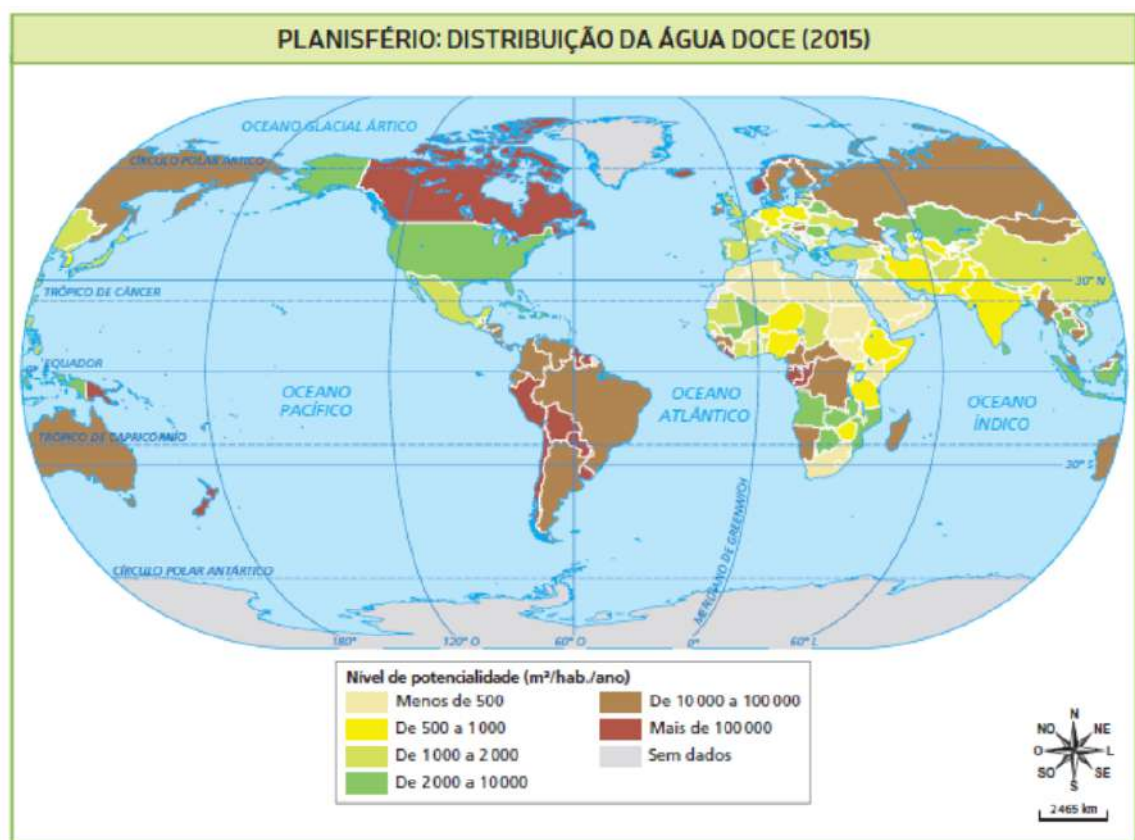 PLANISFÉRIO: DISTRIBUIÇÃO DA ÁGUA DOCE (2015)
OCEANO GLACIAL ÁRTICO
CÍRCULO POLAR ÁRTICO
30° N
TRÓPICO DE CÂNCER
EQUADOR
OCEANO
PACÍFICO
OCEANO
ATLÂNTICO
OCEANO
ÍNDICO
TRÓPICO DE CAPRICÓRNIO
30° S
MERIDIANO DE GREENWICH
CÍRCULO POLAR ANTÁRTICO
180°
120° O
60° O
0°
60° L
Nível de potencialidade (m³/hab./ano)
Menos de 500
De 500 a 1000
De 1000 a 2000
De 2000 a 10000
De 10000 a 100000
Mais de 100000
Sem dados
N
NO
NE
O
L
SO
SE
S
2465 km